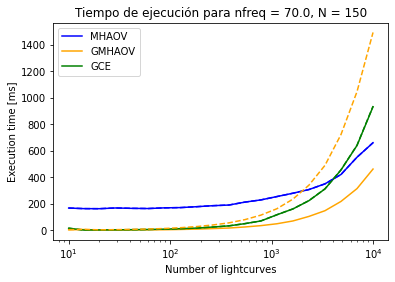 Tiempo de ejecución para nfreq = 70.0, N = 150
MHAOV
GMHAOV
GCE
Execution time [ms]
1400
1200
1000
800
600
400
200
0
10¹ 10² 10³ 10⁴
Number of lightcurves